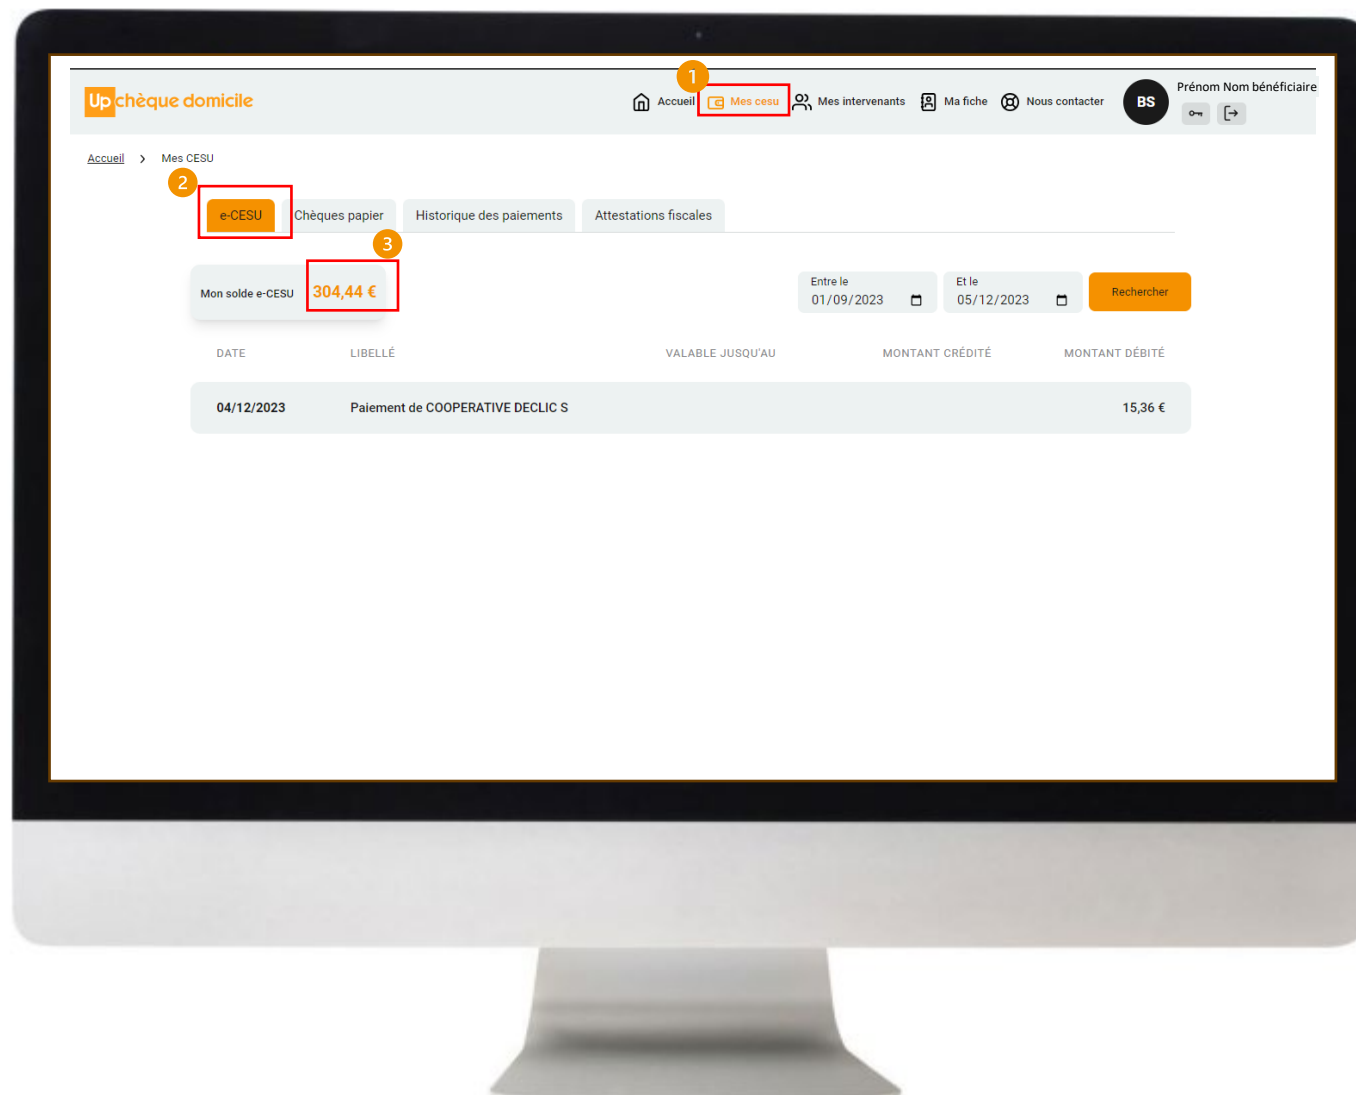 1
Up chèque domicile
Accueil Mes cesu Mes intervenants Ma fiche Nous contacter BS Prénom Nom bénéficiaire
Accueil > Mes CESU
2
e-CESU Chèques papier Historique des paiements Attestations fiscales
3
Mon solde e-CESU 304,44 €
Entre le Et le
01/09/2023 05/12/2023 Rechercher
DATE LIBELLÉ VALABLE JUSQU'AU MONTANT CRÉDITÉ MONTANT DÉBITÉ
04/12/2023 Paiement de COOPERATIVE DECLIC S 15,36 €